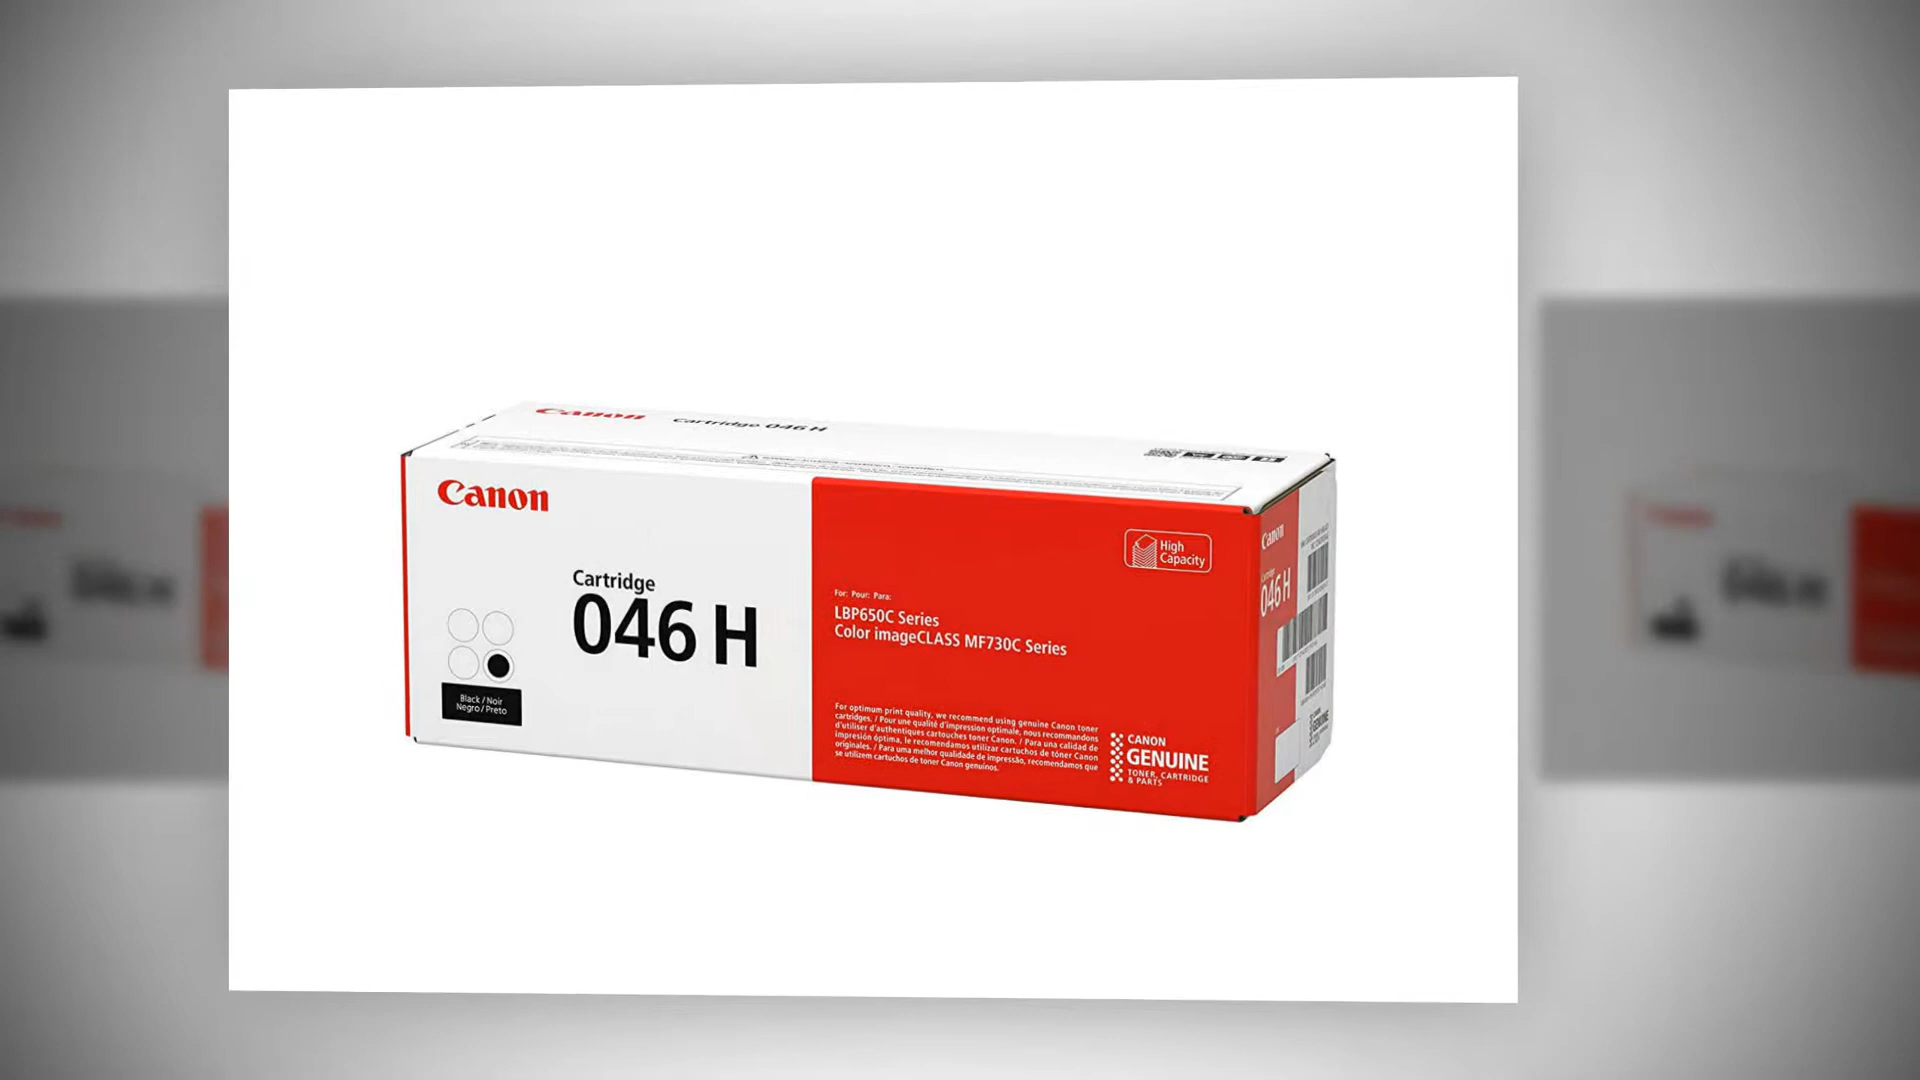 Canon Cartridge 046 H
Canon
Cartridge
046 H
Black / Noir
Negro / Preto
High
Capacity
For: Pour: Para:
LBP650C Series
Color imageCLASS MF730C Series
For optimum print quality, we recommend using genuine Canon toner
cartridges. / Pour une qualité d'impression optimale, nous recommandons
d'utiliser d'authentiques cartouches toner Canon. / Para una calidad de
impresión óptima, le recomendamos utilizar cartuchos de tóner Canon
originales. / Para uma melhor qualidade de impressão, recomendamos que
se utilizem cartuchos de toner Canon genuínos.
CANON
GENUINE
TONER, CARTRIDGE
& PARTS
Canon
Cartridge
046 H
046 H
046 H